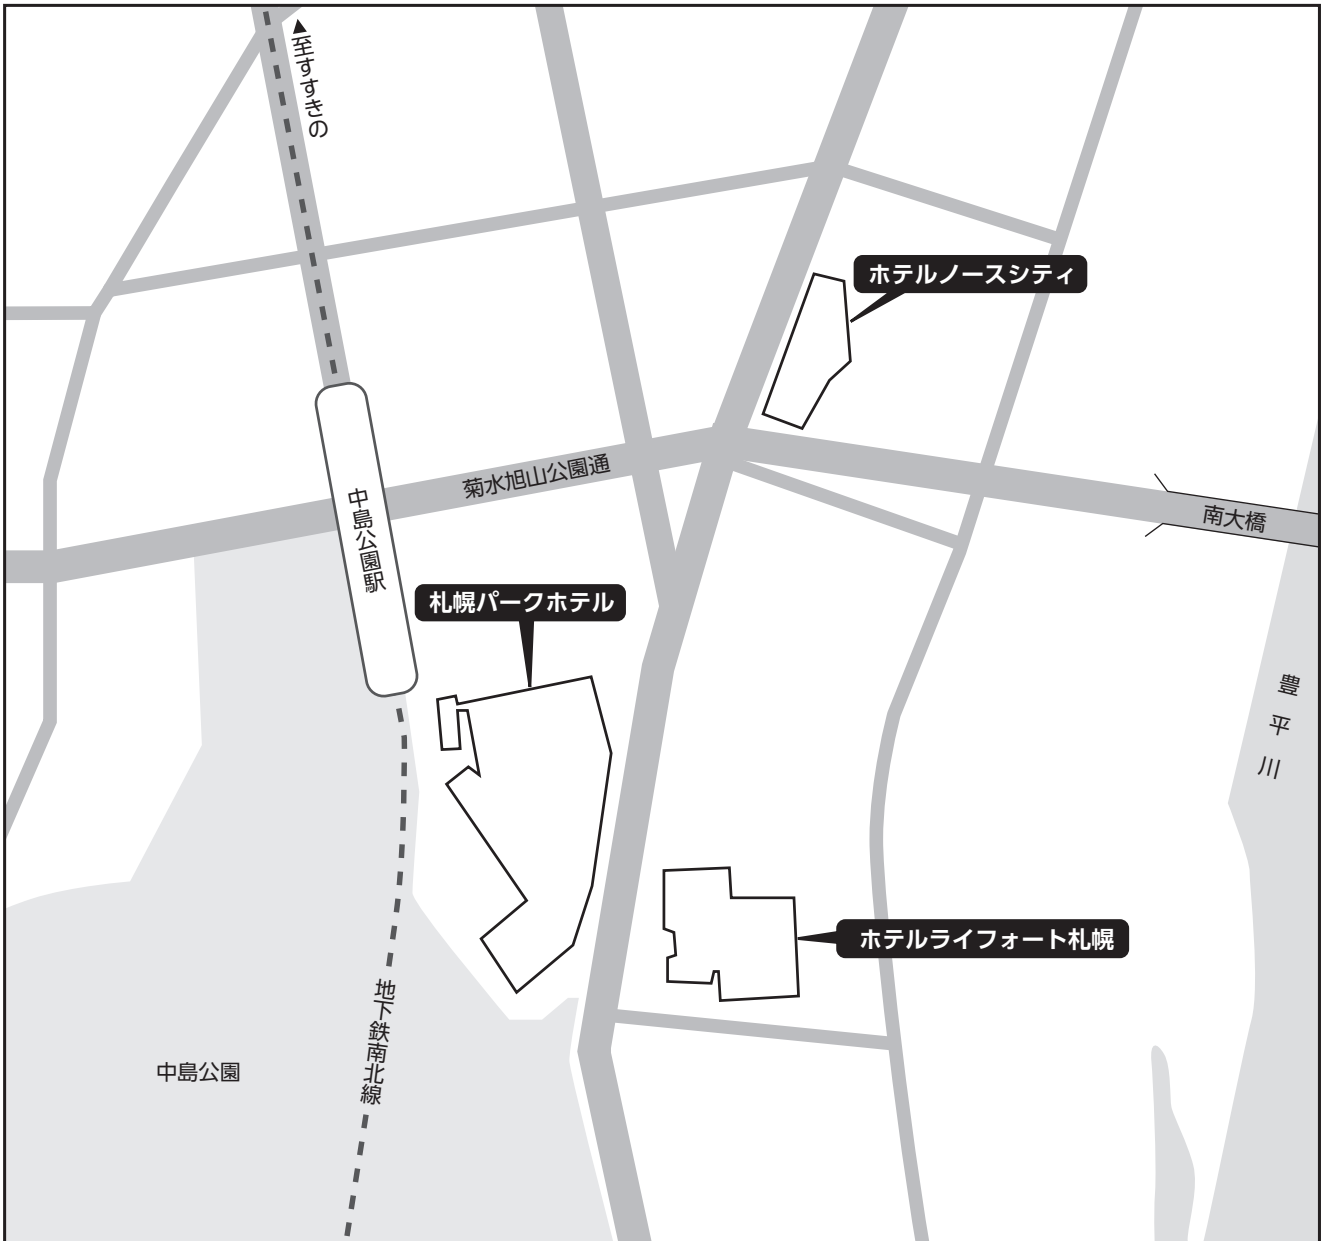 ▲至すすきの
ホテルノースシティ
菊水旭山公園通
中島公園駅
南大橋
札幌パークホテル
豊平川
ホテルライフォート札幌
地下鉄南北線
中島公園